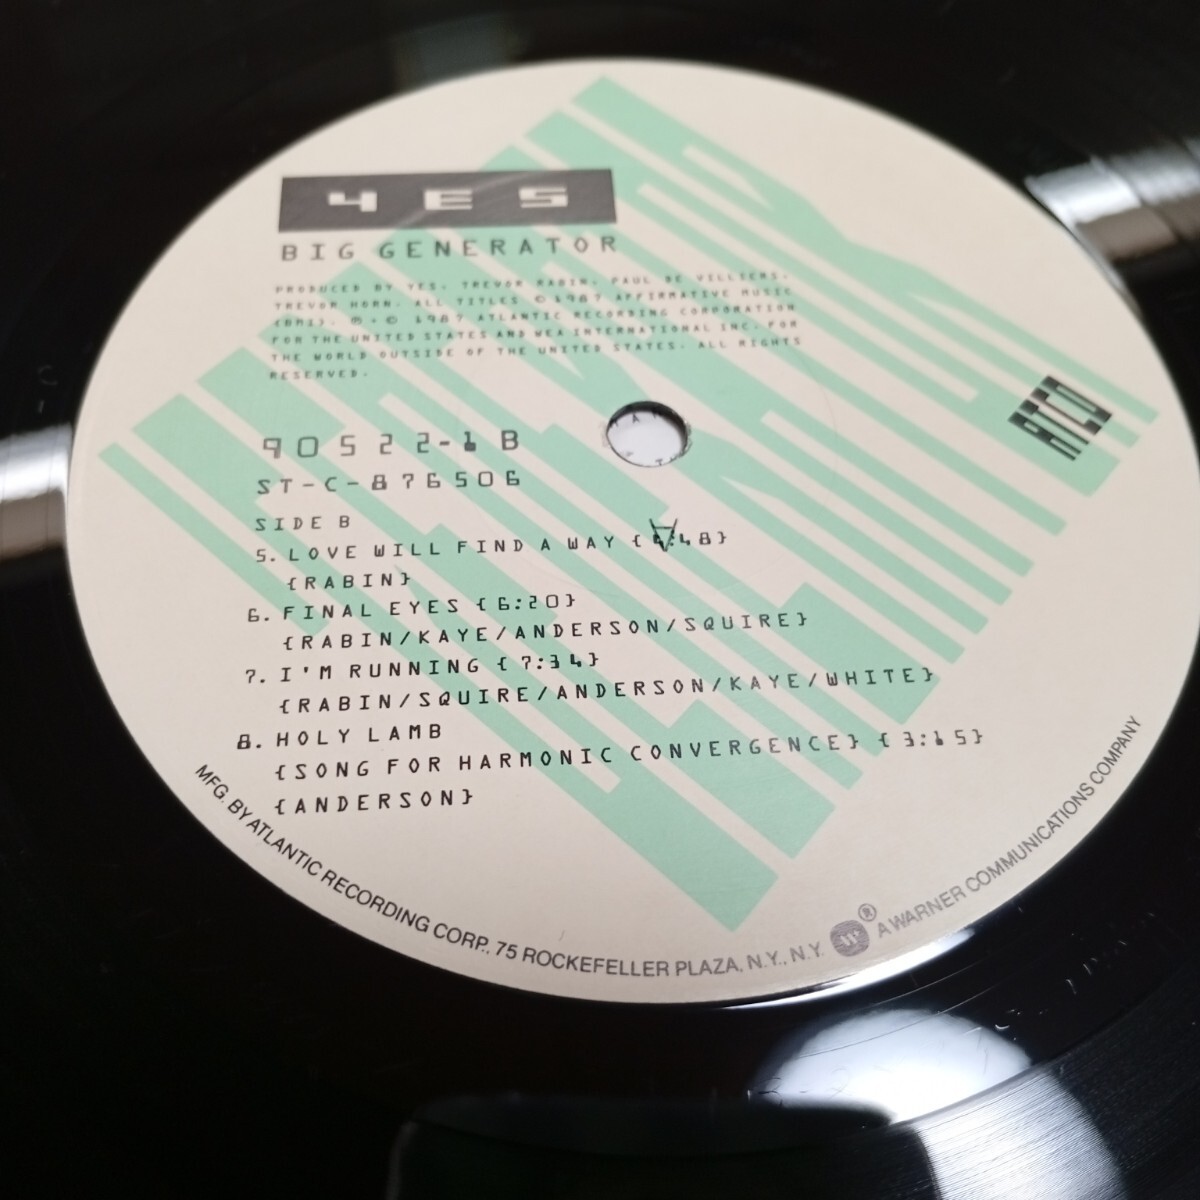 YES
BIG GENERATOR
PRODUCED BY YES, TREVOR RABIN, PAUL DE VILLIERS,
TREVOR HORN. ALL TITLES © 1987 AFFIRMATIVE MUSIC
(BMI). ℗ + © 1987 ATLANTIC RECORDING CORPORATION
FOR THE UNITED STATES AND WEA INTERNATIONAL INC. FOR
THE WORLD OUTSIDE OF THE UNITED STATES. ALL RIGHTS
RESERVED.
ATCO
90522-1 B
ST-C-876506
SIDE B
5. LOVE WILL FIND A WAY {4:48}
{RABIN}
6. FINAL EYES {6:20}
{RABIN/KAYE/ANDERSON/SQUIRE}
7. I'M RUNNING {7:34}
{RABIN/SQUIRE/ANDERSON/KAYE/WHITE}
8. HOLY LAMB
{SONG FOR HARMONIC CONVERGENCE} {3:15}
{ANDERSON}
MFG. BY ATLANTIC RECORDING CORP., 75 ROCKEFELLER PLAZA, N.Y., N.Y. ® A WARNER COMMUNICATIONS COMPANY